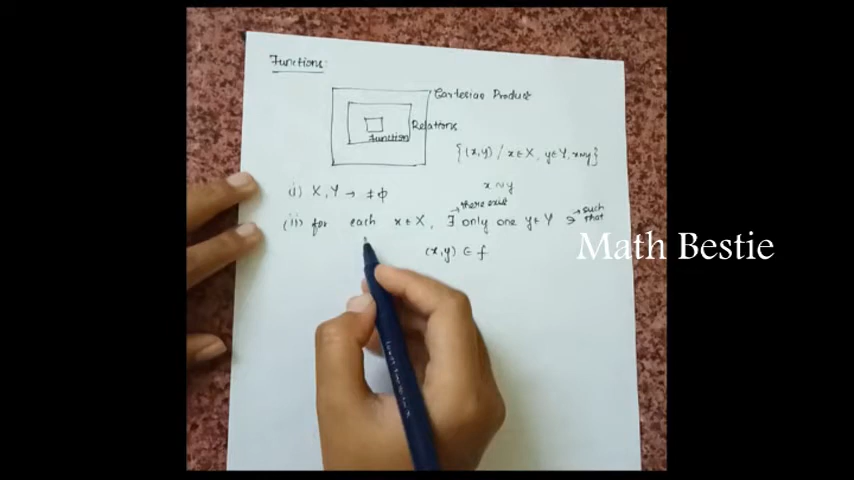 Functions:
Cartesian Product
Relations
Function
{(x,y) / x∈X, y∈Y, x~y}
(i) X, Y → ≠ φ
x ~ y
→ there exist
→ such that
(ii) for each x∈X, ∃ only one y∈Y ∋
Math Bestie
(x,y) ∈ f